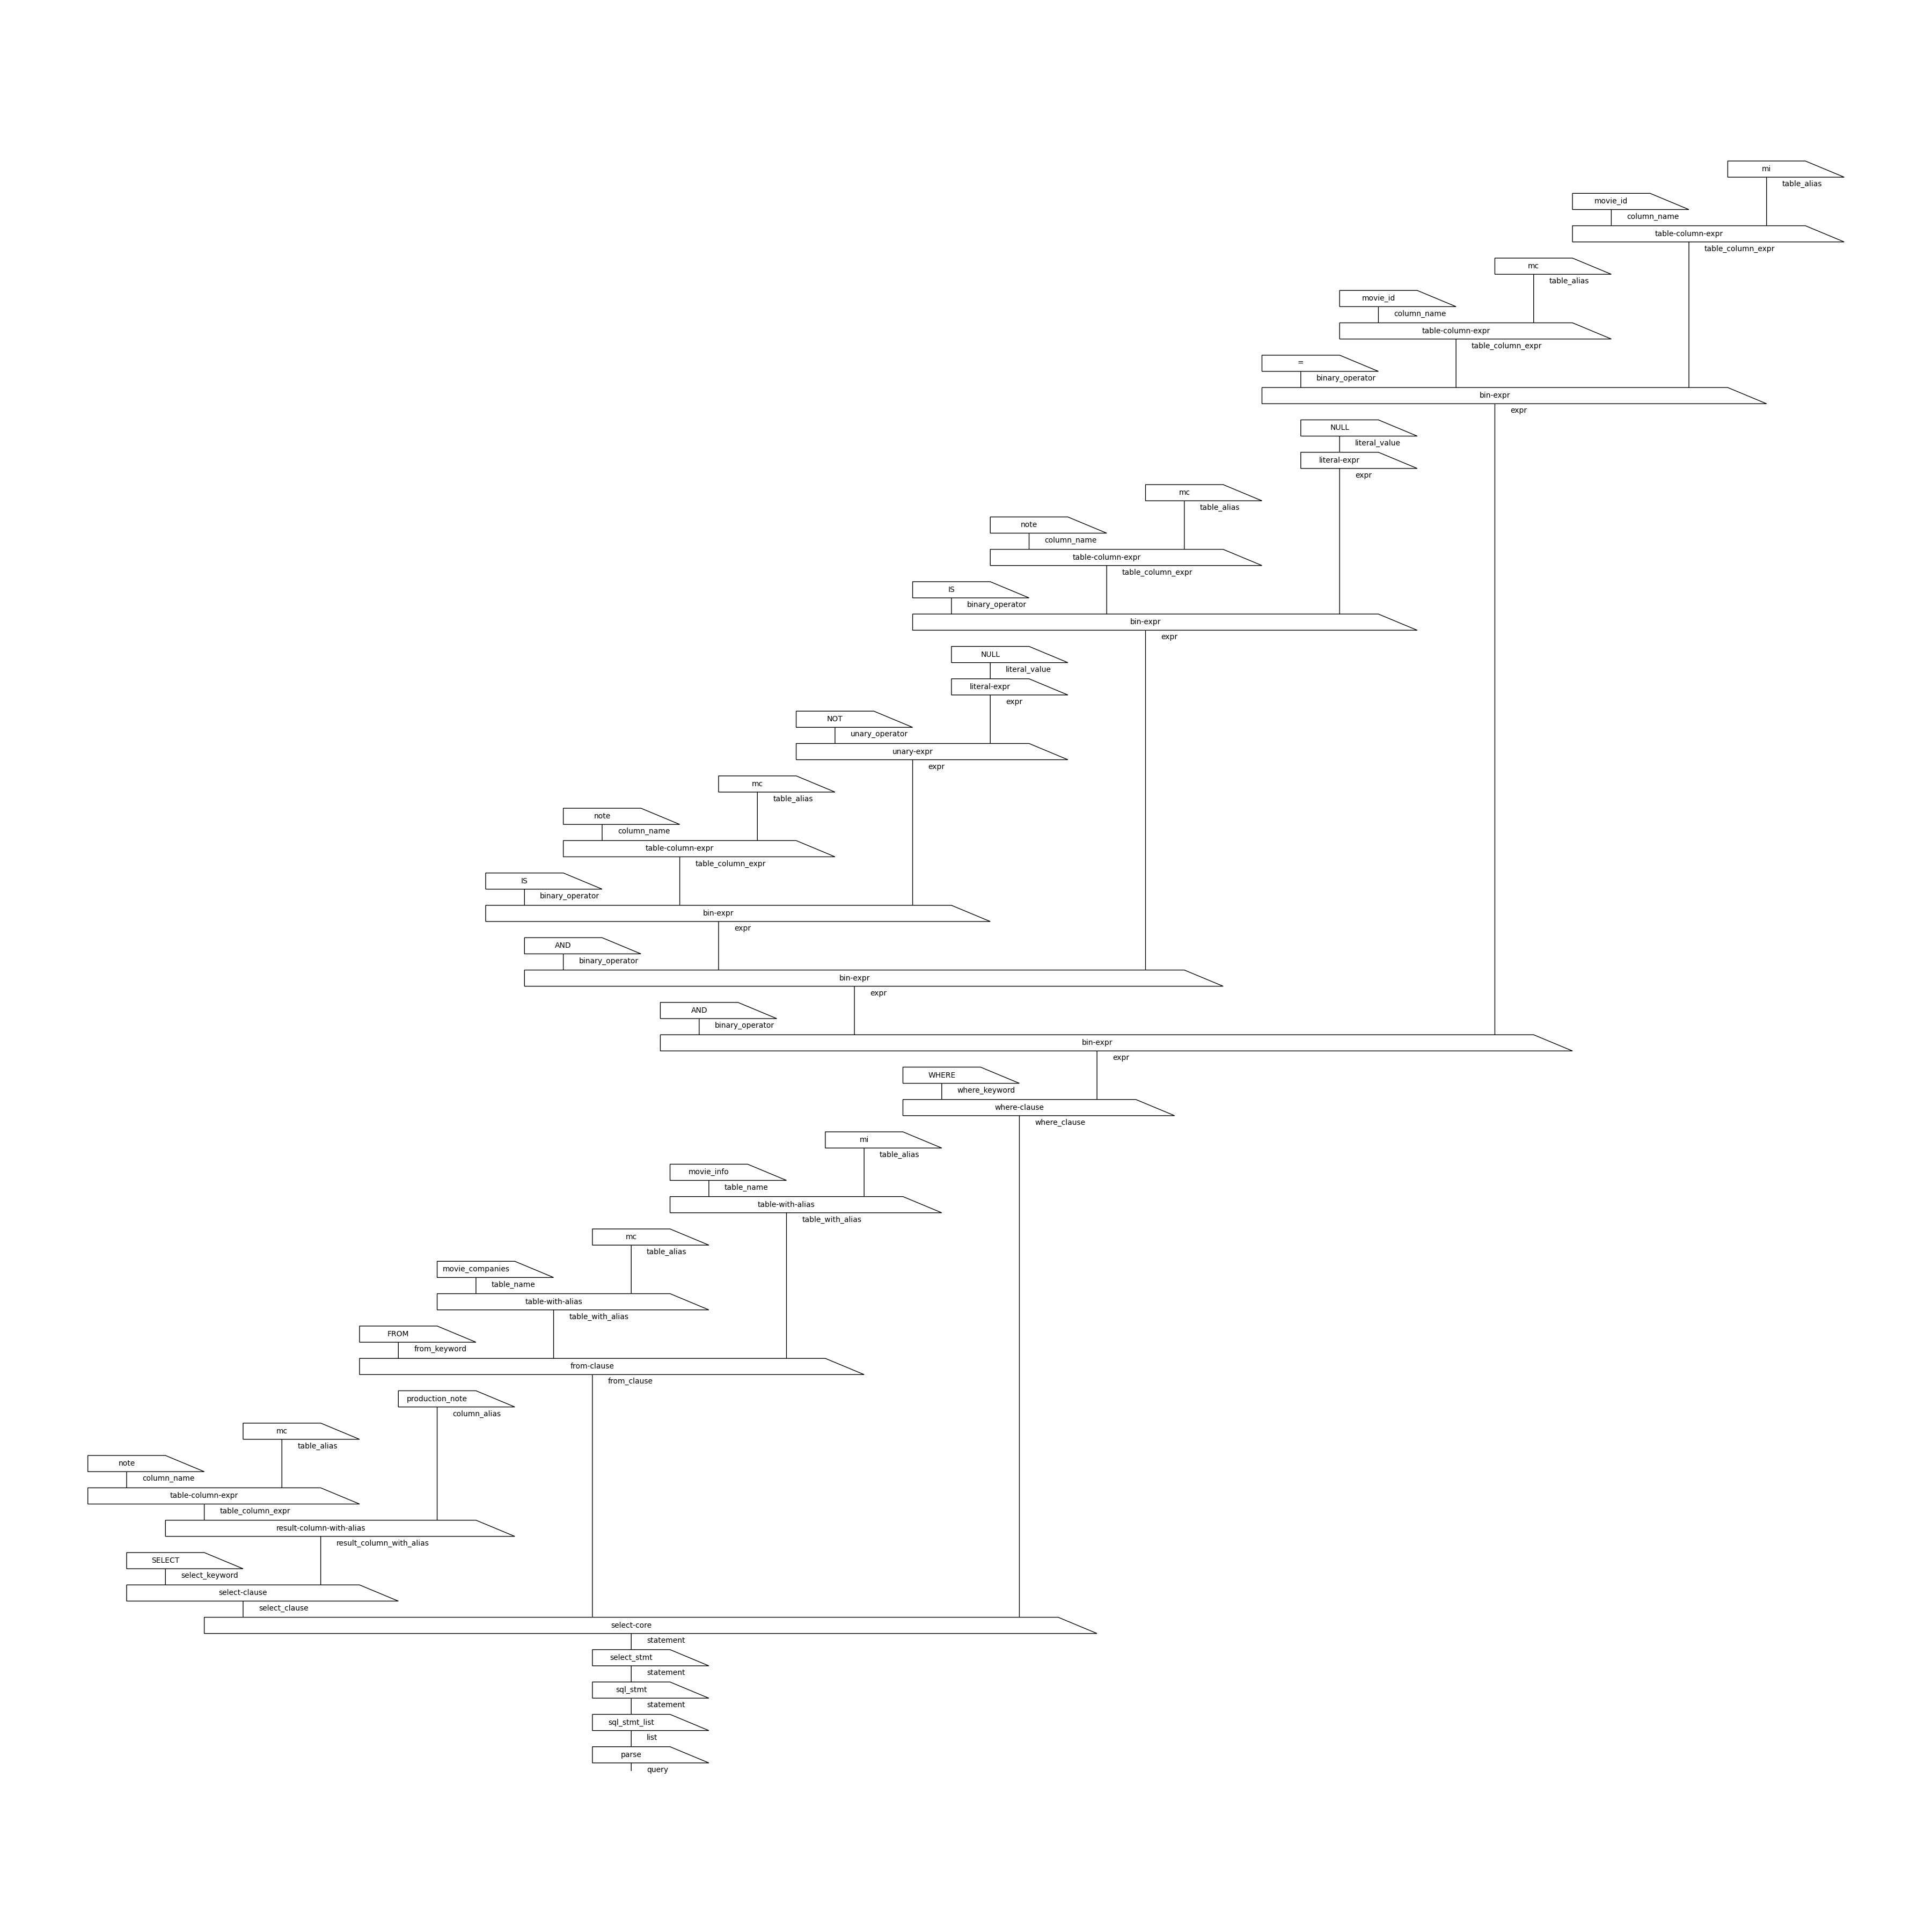 mi
table_alias
movie_id
column_name
table-column-expr
table_column_expr
mc
table_alias
movie_id
column_name
table-column-expr
table_column_expr
=
binary_operator
bin-expr
expr
NULL
literal_value
literal-expr
expr
mc
table_alias
note
column_name
table-column-expr
table_column_expr
IS
binary_operator
bin-expr
expr
NULL
literal_value
literal-expr
expr
NOT
unary_operator
unary-expr
expr
mc
table_alias
note
column_name
table-column-expr
table_column_expr
IS
binary_operator
bin-expr
expr
AND
binary_operator
bin-expr
expr
AND
binary_operator
bin-expr
expr
WHERE
where_keyword
where-clause
where_clause
mi
table_alias
movie_info
table_name
table-with-alias
table_with_alias
mc
table_alias
movie_companies
table_name
table-with-alias
table_with_alias
FROM
from_keyword
from-clause
from_clause
production_note
column_alias
mc
table_alias
note
column_name
table-column-expr
table_column_expr
result-column-with-alias
result_column_with_alias
SELECT
select_keyword
select-clause
select_clause
select-core
statement
select_stmt
statement
sql_stmt
statement
sql_stmt_list
list
parse
query